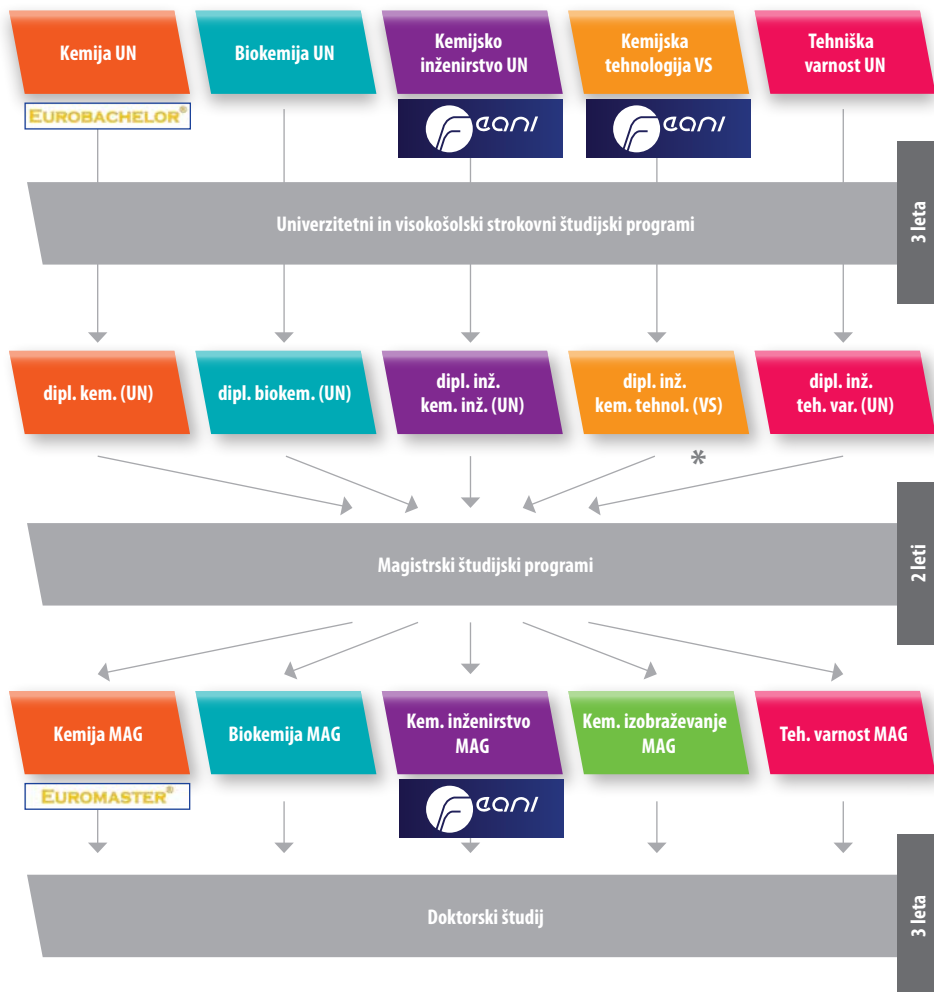 Kemija UN
Biokemija UN
Kemijsko
inženirstvo UN
Kemijska
tehnologija VS
Tehniška
varnost UN
EUROBACHELOR®
feani
feani
Univerzitetni in visokošolski strokovni študijski programi
3 leta
dipl. kem. (UN)
dipl. biokem. (UN)
dipl. inž.
kem. inž. (UN)
dipl. inž.
kem. tehnol. (VS)
dipl. inž.
teh. var. (UN)
*
Magistrski študijski programi
2 leti
Kemija MAG
Biokemija MAG
Kem. inženirstvo
MAG
Kem. izobraževanje
MAG
Teh. varnost MAG
EUROMASTER®
feani
Doktorski študij
3 leta